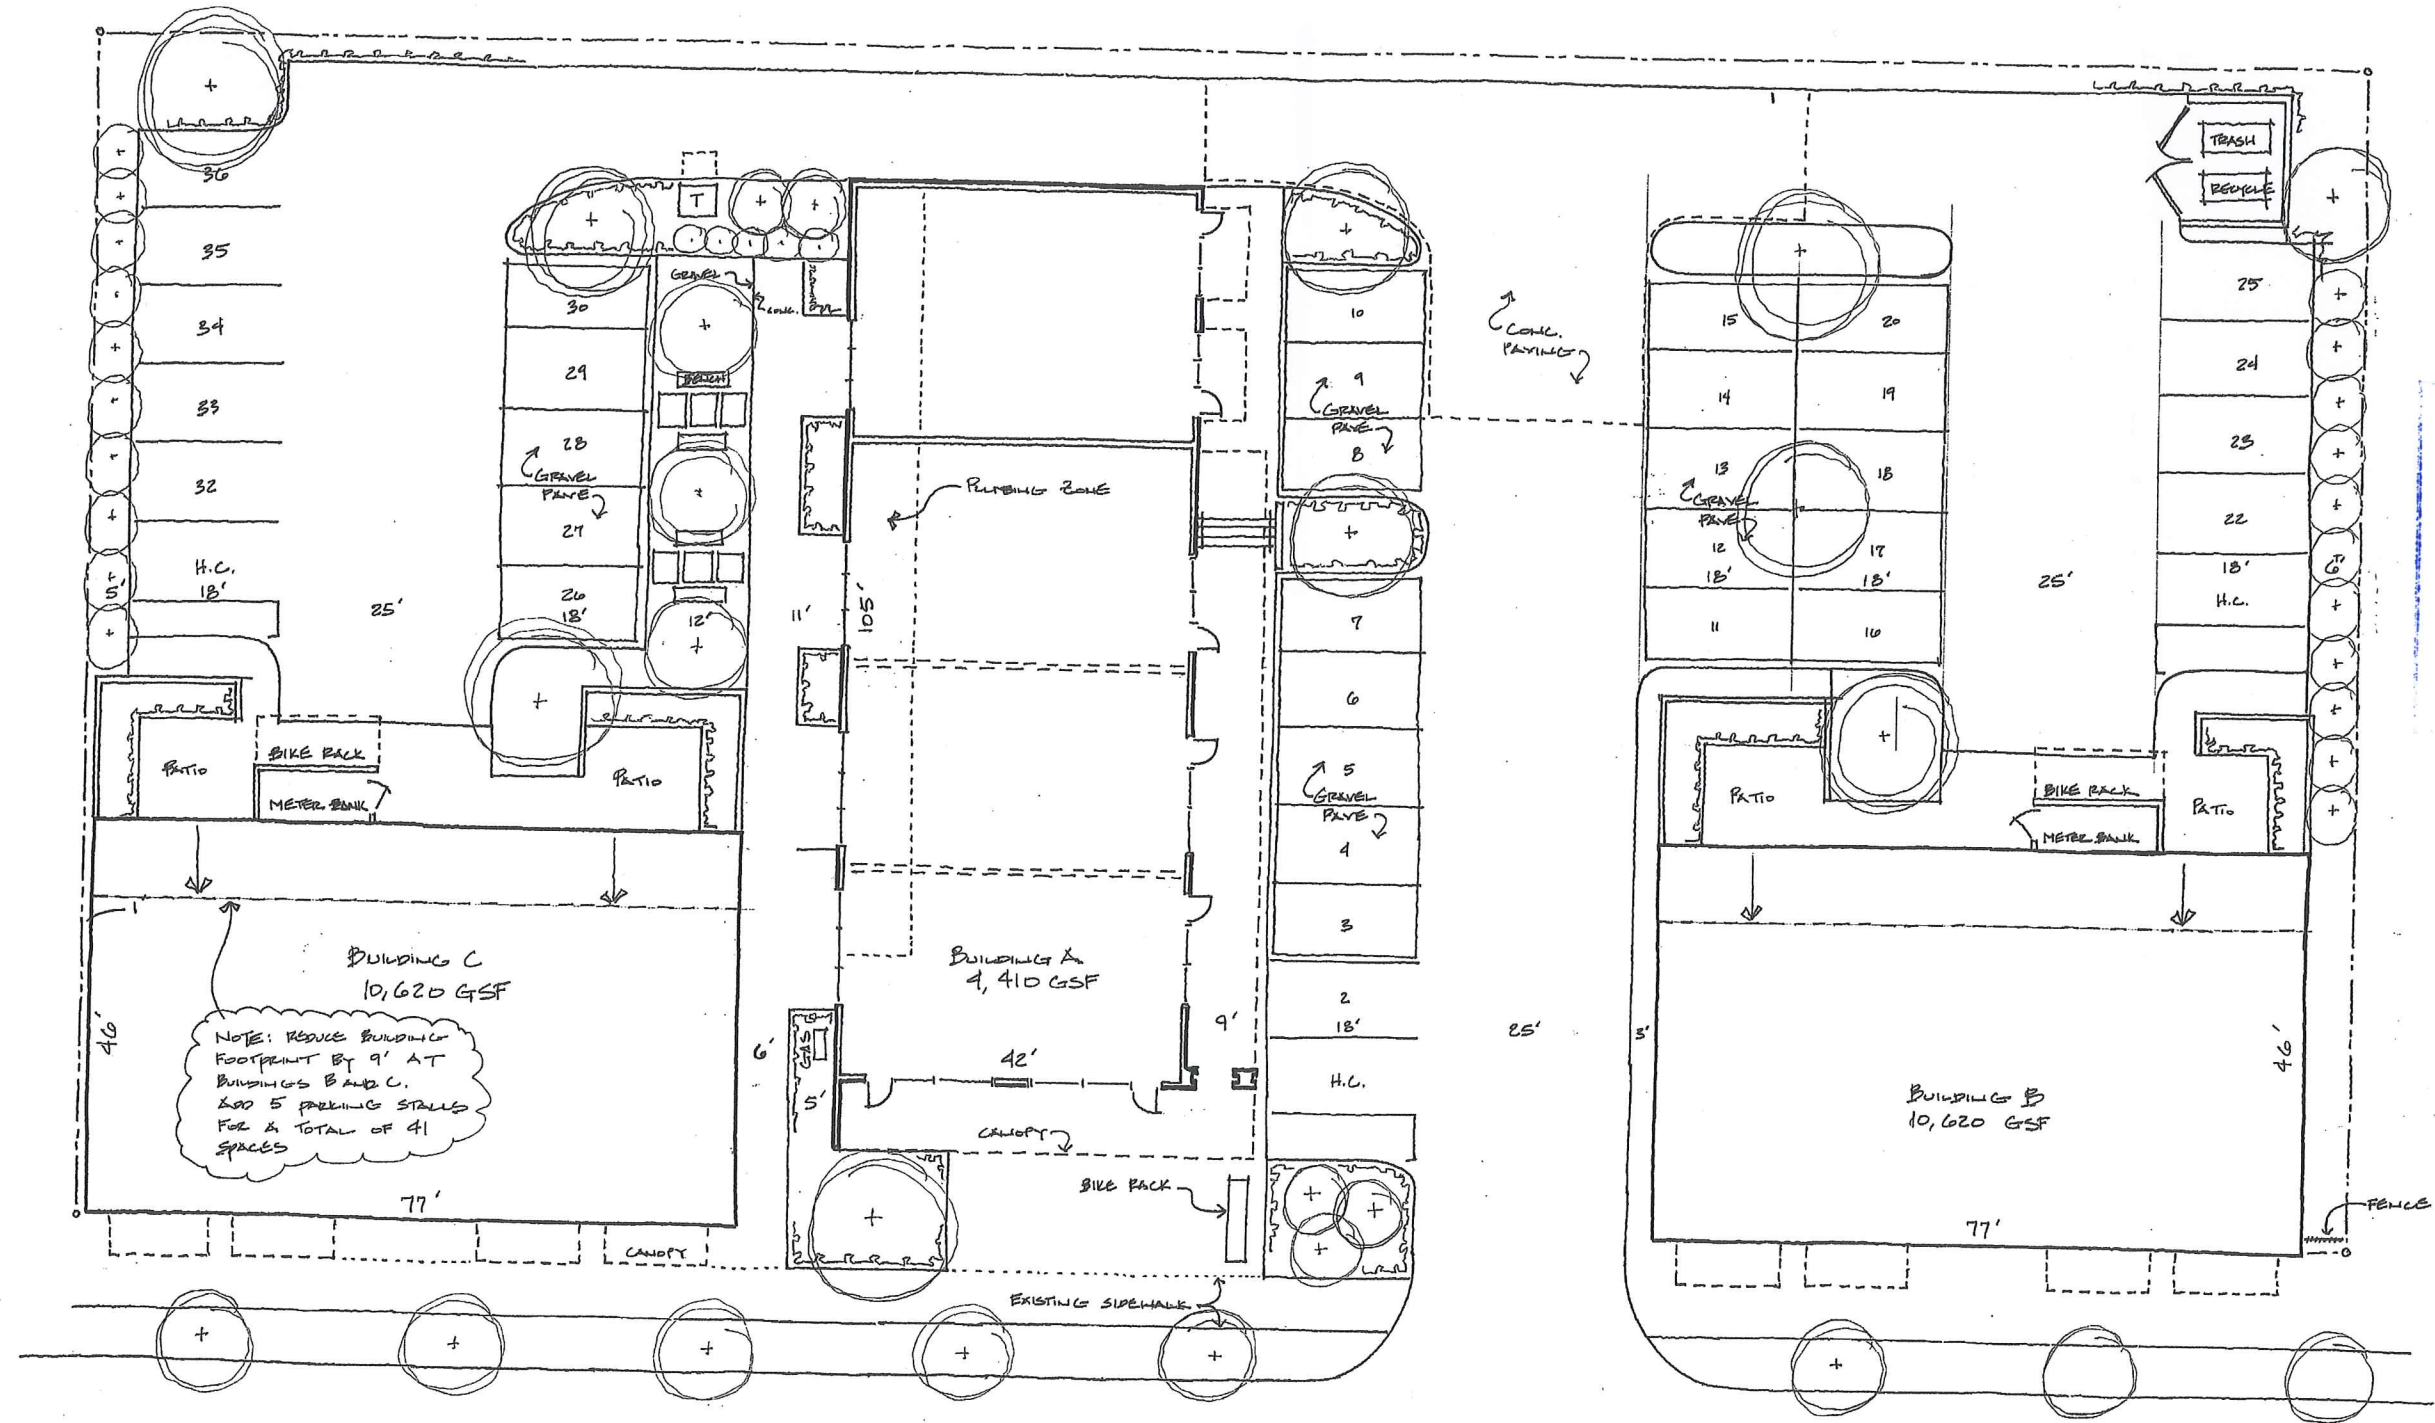 TRASH
RECYCLE
T
36
35
34
33
32
H.C.
18'
5'
25'
30
29
28
GRAVEL
PAVE
27
26
18'
GRAVEL
CONC.
BENCH
12'
11'
105'
PLUMBING ZONE
10
9
GRAVEL
PAVE
8
7
6
5
GRAVEL
PAVE
4
3
2
18'
H.C.
CONC.
PAVING
15
20
14
19
13
18
GRAVEL
PAVE
12
17
18'
18'
11
16
25'
25
24
23
22
18'
H.C.
6'
PATIO
BIKE RACK
METER BANK
PATIO
PATIO
BIKE RACK
METER BANK
PATIO
BUILDING C
10,620 GSF
46'
NOTE: REDUCE BUILDING
FOOTPRINT BY 9' AT
BUILDINGS B AND C.
ADD 5 PARKING STALLS
FOR A TOTAL OF 41
SPACES
77'
CANOPY
6'
GAS
5'
BUILDING A
4,410 GSF
42'
9'
CANOPY
BIKE RACK
EXISTING SIDEWALK
25'
3'
BUILDING B
10,620 GSF
46'
77'
FENCE